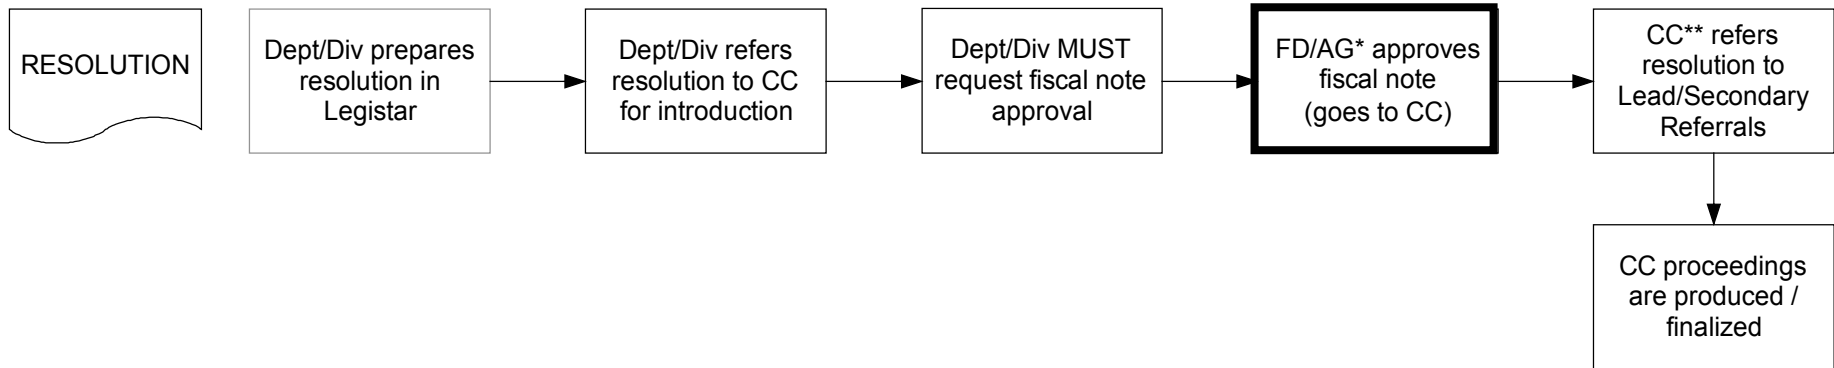 RESOLUTION
Dept/Div prepares
resolution in
Legistar
Dept/Div refers
resolution to CC
for introduction
Dept/Div MUST
request fiscal note
approval
FD/AG* approves
fiscal note
(goes to CC)
CC** refers
resolution to
Lead/Secondary
Referrals
CC proceedings
are produced /
finalized